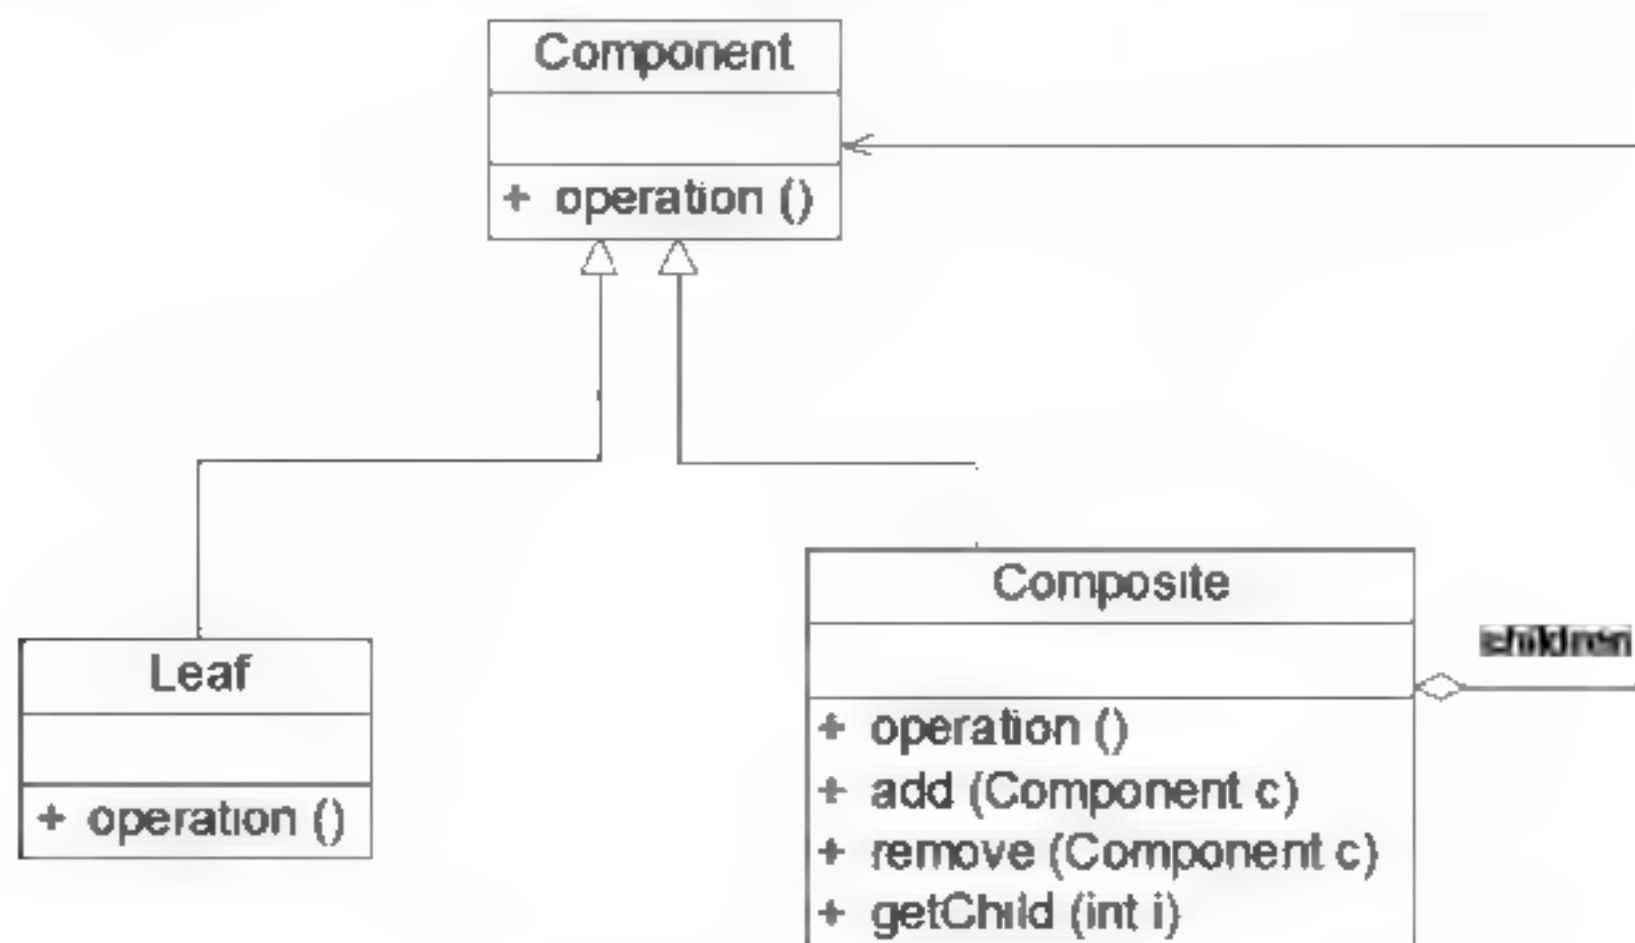 Component
+ operation ()
Leaf
+ operation ()
Composite
+ operation ()
+ add (Component c)
+ remove (Component c)
+ getChild (int i)
children